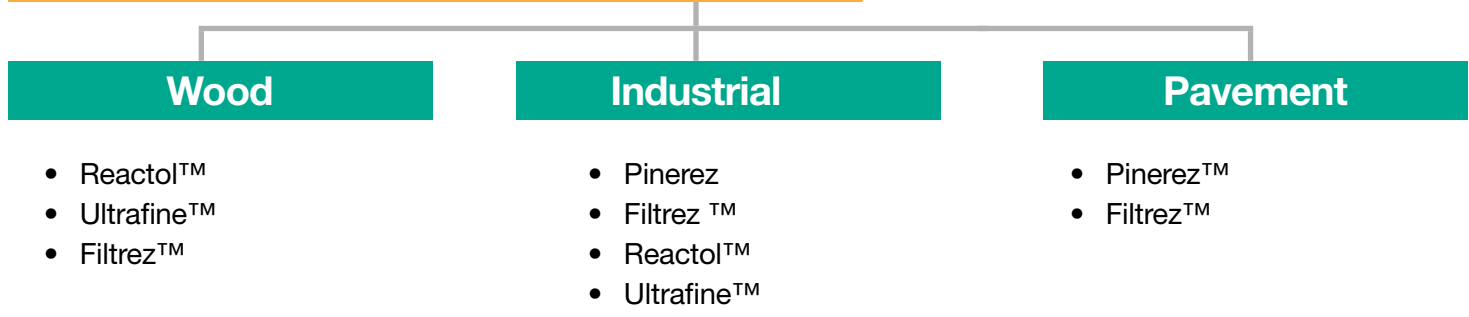 Wood
• Reactol™
• Ultrafine™
• Filtrez™
Industrial
• Pinerez
• Filtrez ™
• Reactol™
• Ultrafine™
Pavement
• Pinerez™
• Filtrez™